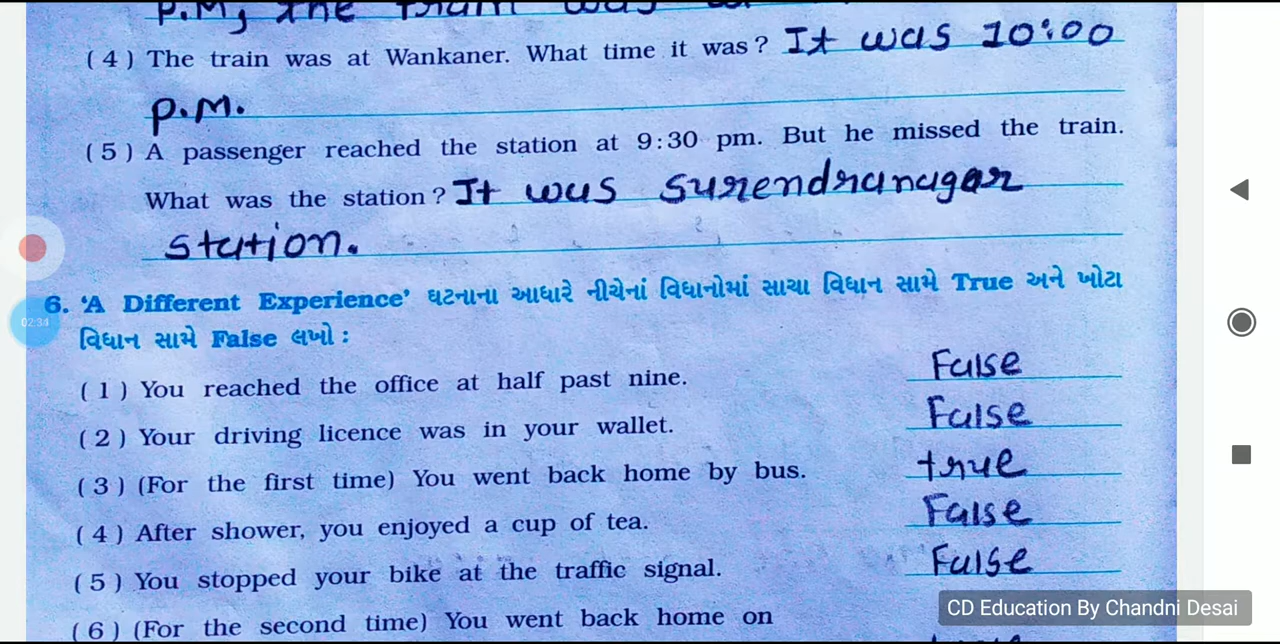 P.M, the train was
(4) The train was at Wankaner. What time it was? It was 10:00
P.M.
(5) A passenger reached the station at 9:30 pm. But he missed the train.
What was the station? It was Surendranagar
station.
6. ‘A Different Experience’ ઘટનાના આધારે નીચેનાં વિધાનોમાં સાચા વિધાન સામે True અને ખોટા
વિધાન સામે False લખો :
02:34
(1) You reached the office at half past nine. False
(2) Your driving licence was in your wallet. False
(3) (For the first time) You went back home by bus. true
(4) After shower, you enjoyed a cup of tea. False
(5) You stopped your bike at the traffic signal. False
(6) (For the second time) You went back home on
CD Education By Chandni Desai